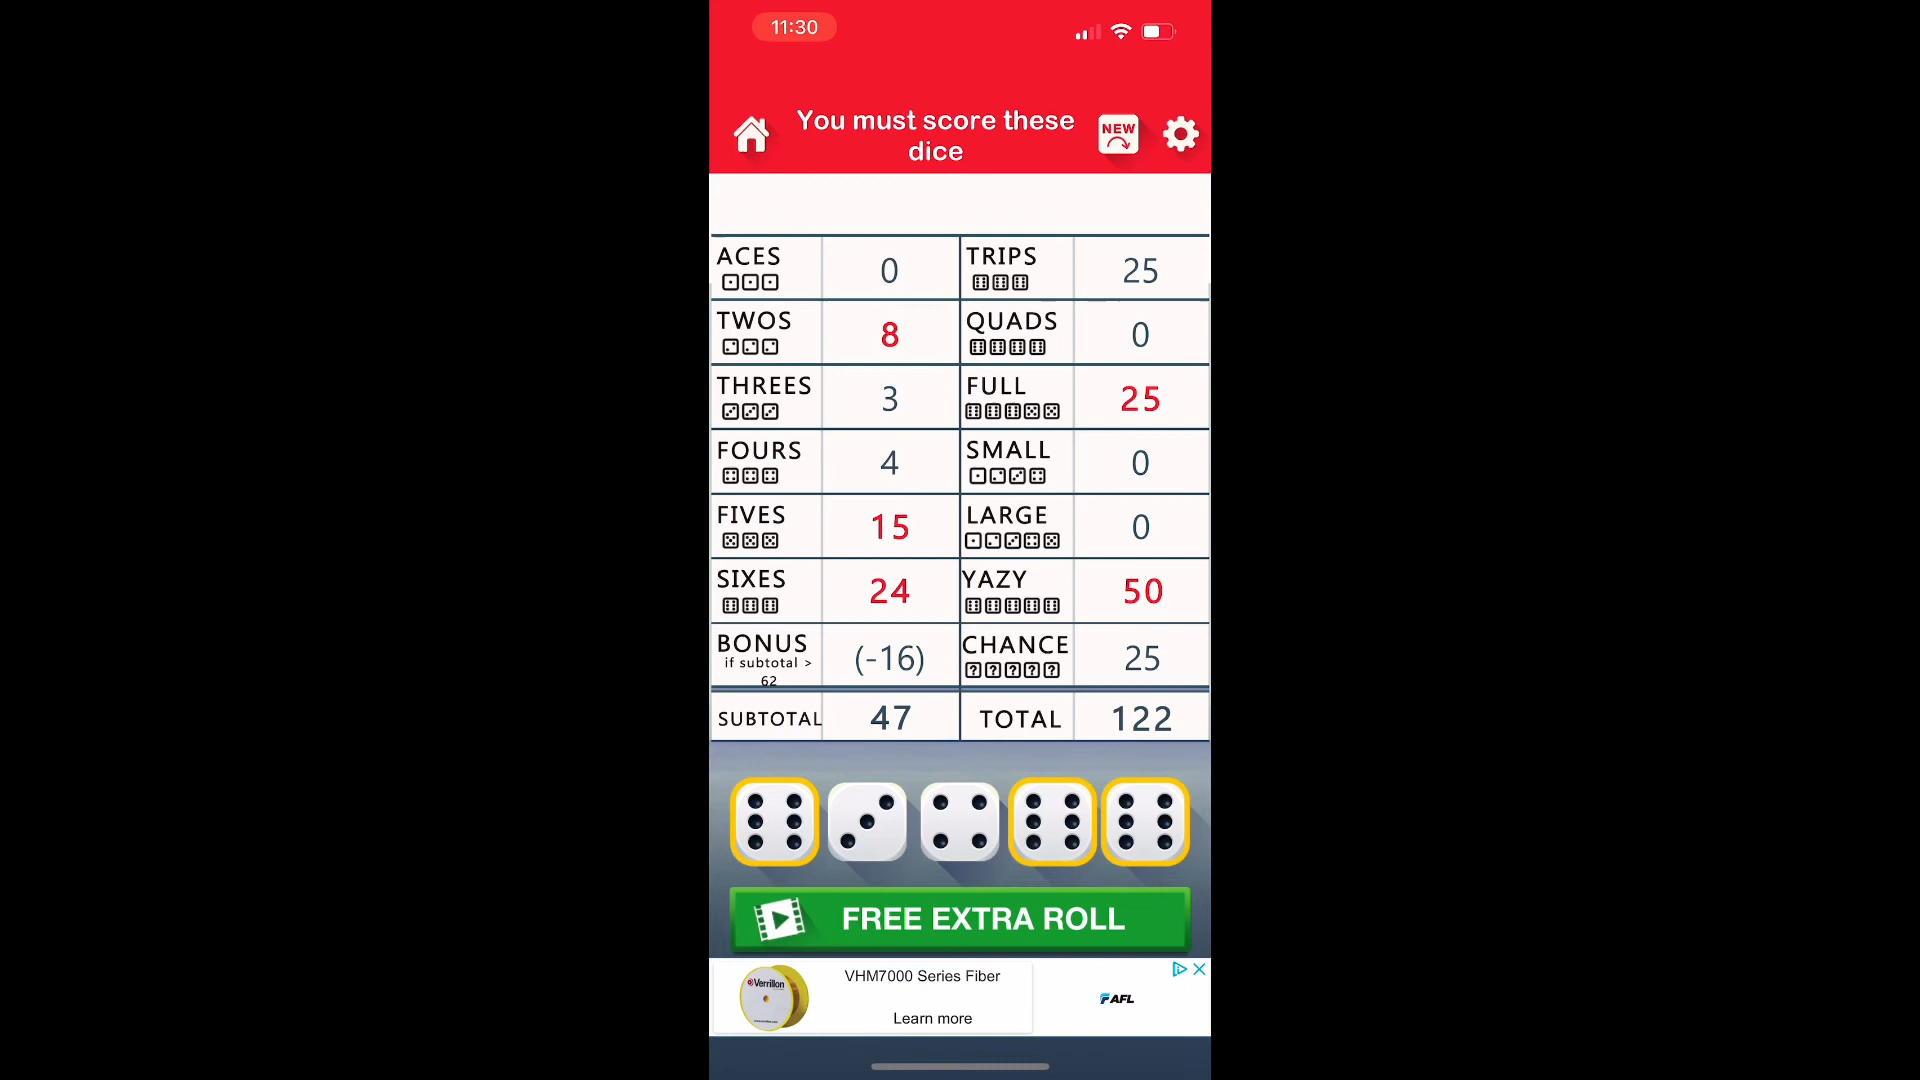 11:30
You must score these
dice
NEW
ACES 0 TRIPS 25
TWOS 8 QUADS 0
THREES 3 FULL 25
FOURS 4 SMALL 0
FIVES 15 LARGE 0
SIXES 24 YAZY 50
BONUS
if subtotal >
62
(-16) CHANCE 25
? ? ? ? ?
SUBTOTAL 47 TOTAL 122
FREE EXTRA ROLL
Verrillon
VHM7000 Series Fiber
Learn more
AFL